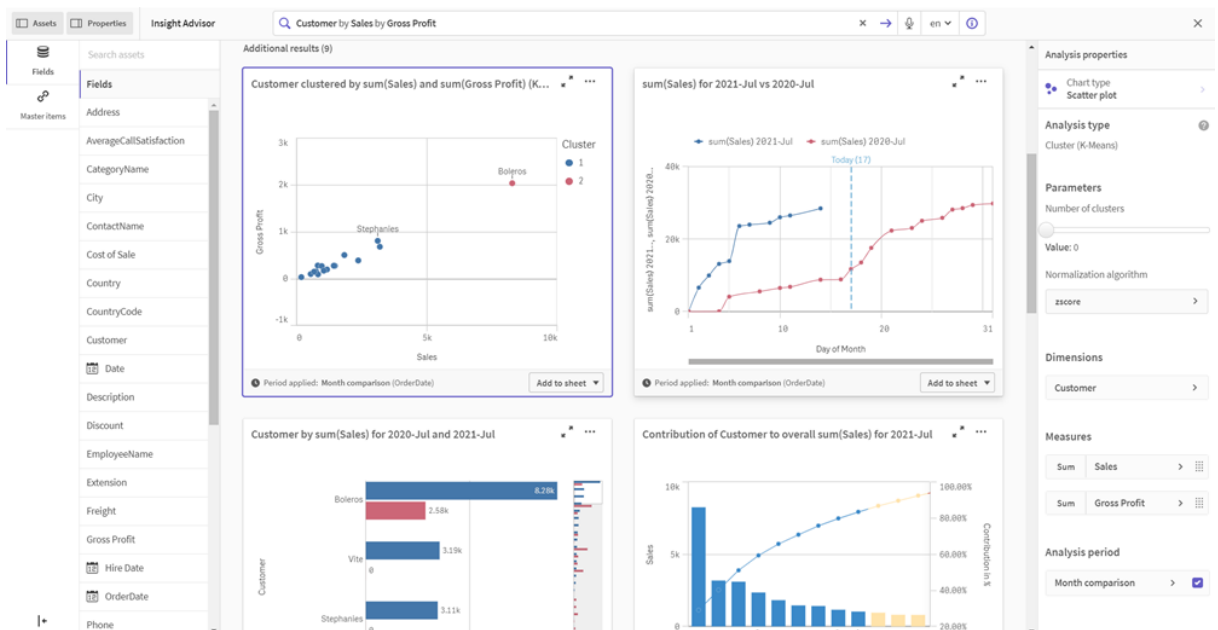 Assets Properties Insight Advisor Customer by Sales by Gross Profit en
Fields
Master items
Search assets
Fields
Address
AverageCallSatisfaction
CategoryName
City
ContactName
Cost of Sale
Country
CountryCode
Customer
Date
Description
Discount
EmployeeName
Extension
Freight
Gross Profit
Hire Date
OrderDate
Phone
Additional results (9)
Customer clustered by sum(Sales) and sum(Gross Profit) (K...
3k
2k
1k
0
-1k
Gross Profit
Boleros
Stephanies
0 5k 10k
Sales
Cluster
1
2
Period applied: Month comparison (OrderDate) Add to sheet
sum(Sales) for 2021-Jul vs 2020-Jul
sum(Sales) 2021-Jul sum(Sales) 2020-Jul
Today (17)
40k
20k
0
sum(Sales) 2021..., sum(Sales) 2020...
1 10 20 31
Day of Month
Period applied: Month comparison (OrderDate) Add to sheet
Customer by sum(Sales) for 2020-Jul and 2021-Jul
Customer
Boleros 8.28k
2.58k
Vite 3.19k
0
Stephanies 3.11k
0
Contribution of Customer to overall sum(Sales) for 2021-Jul
10k
5k
0
Sales
100.00%
80.00%
60.00%
40.00%
20.00%
Contribution in %
Analysis properties
Chart type
Scatter plot
Analysis type
Cluster (K-Means)
Parameters
Number of clusters
Value: 0
Normalization algorithm
zscore
Dimensions
Customer
Measures
Sum Sales
Sum Gross Profit
Analysis period
Month comparison